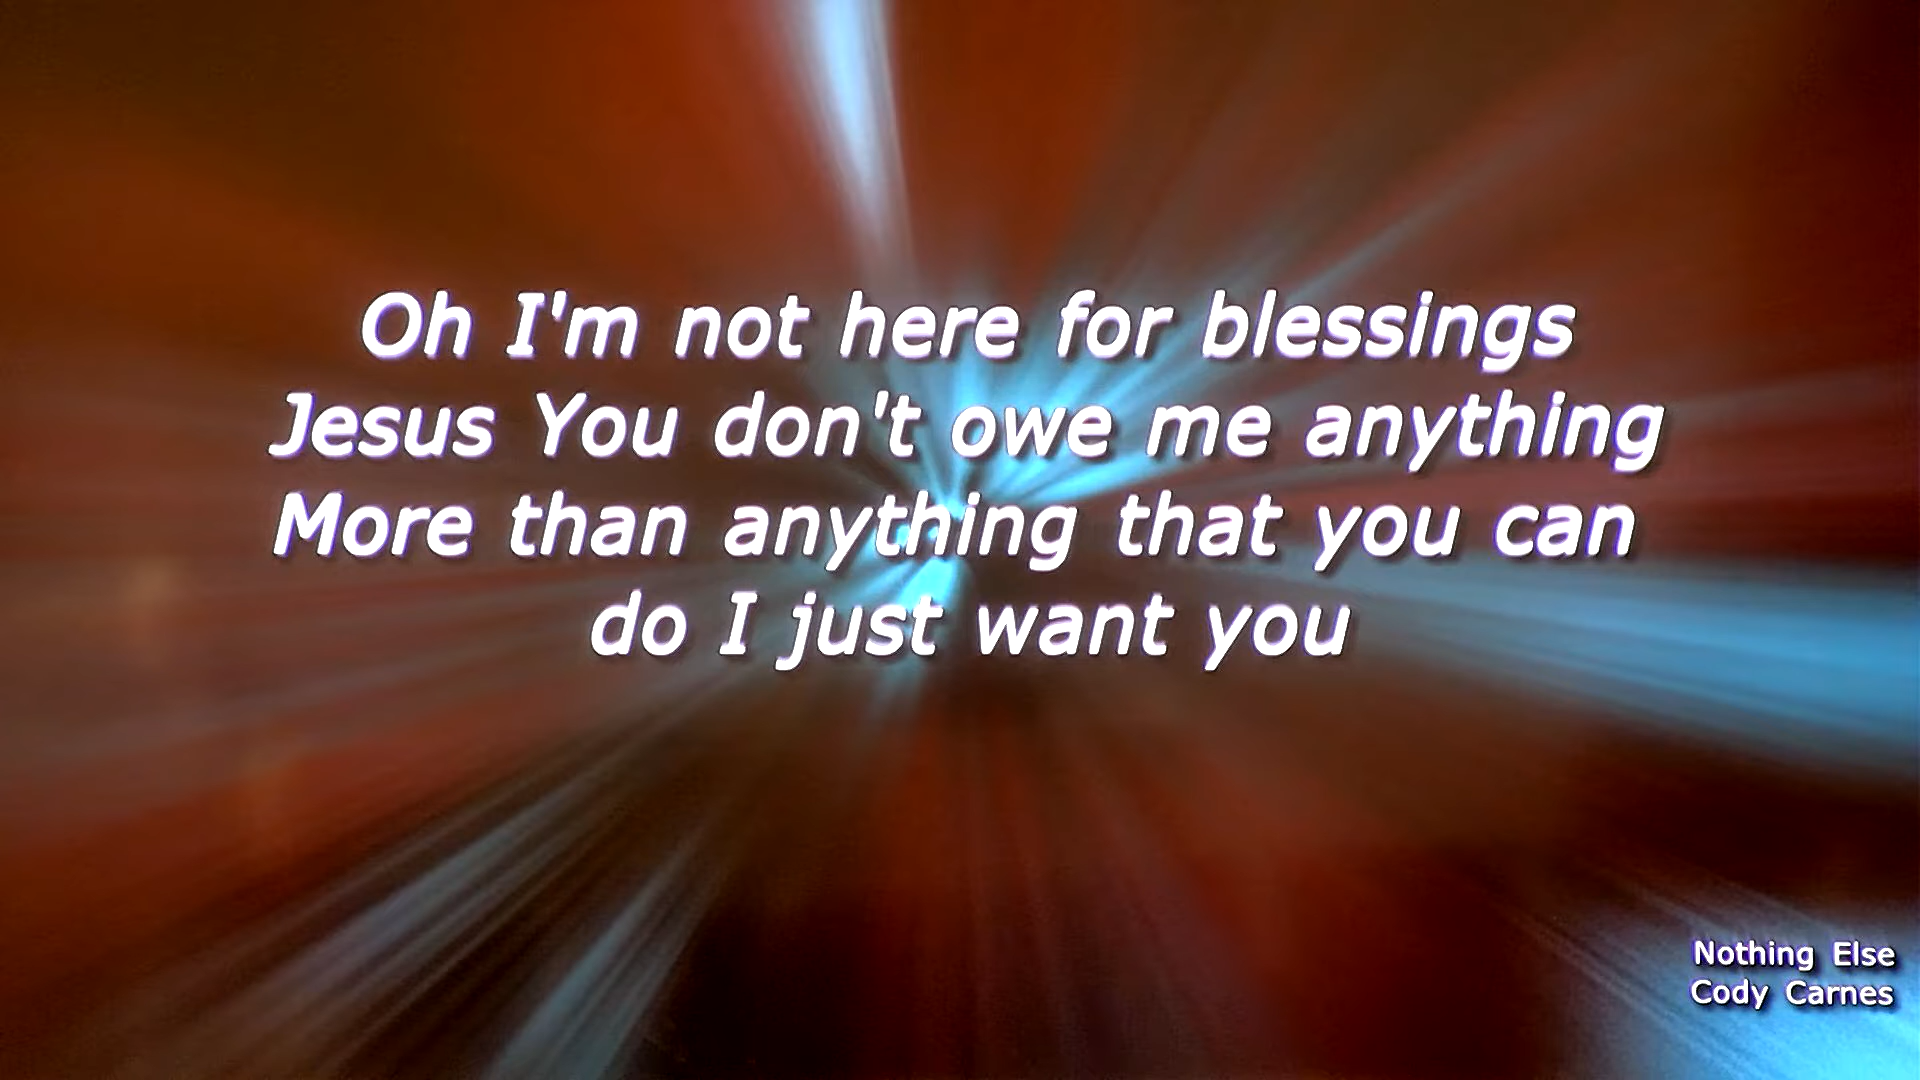 Oh I'm not here for blessings
Jesus You don't owe me anything
More than anything that you can
do I just want you
Nothing Else
Cody Carnes